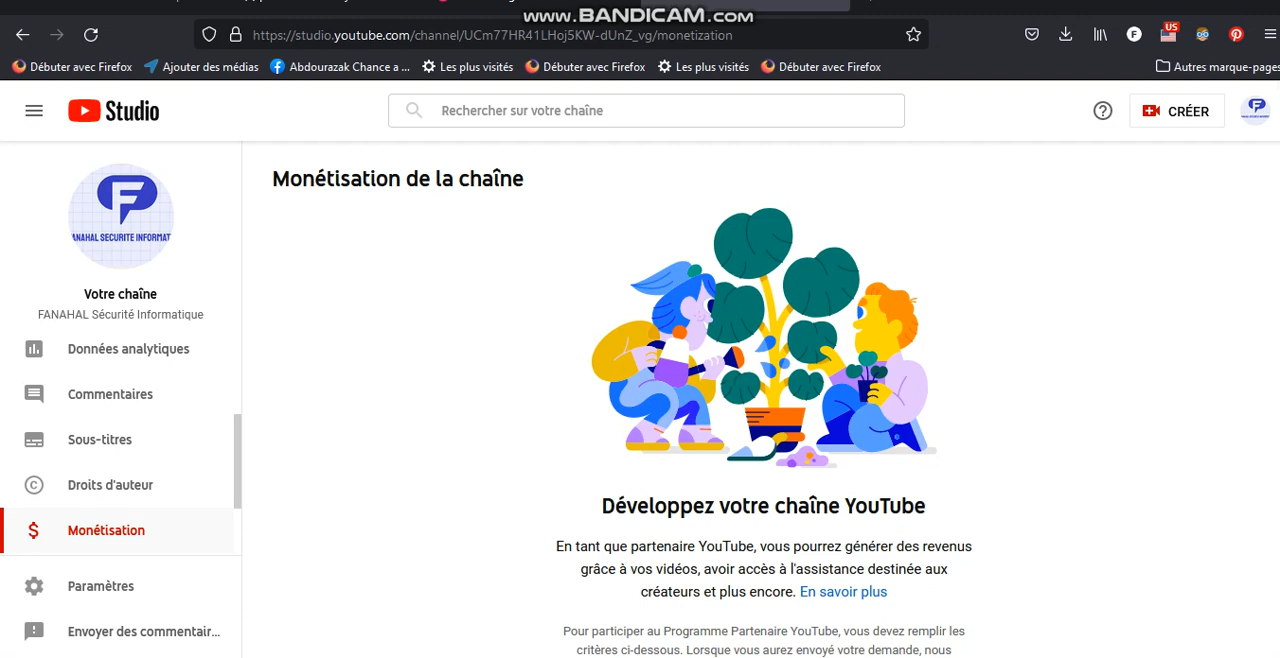 www.BANDICAM.com
https://studio.youtube.com/channel/UCm77HR41LHoj5KW-dUnZ_vg/monetization
F
US
Débuter avec Firefox
Ajouter des médias
Abdourazak Chance a ...
Les plus visités
Débuter avec Firefox
Les plus visités
Débuter avec Firefox
Autres marque-pages
Studio
Rechercher sur votre chaîne
CRÉER
F
ANAHAL SECURITE INFORMAT
Votre chaîne
FANAHAL Sécurité Informatique
Données analytiques
Commentaires
Sous-titres
Droits d'auteur
Monétisation
Paramètres
Envoyer des commentair...
Monétisation de la chaîne
Développez votre chaîne YouTube
En tant que partenaire YouTube, vous pourrez générer des revenus
grâce à vos vidéos, avoir accès à l'assistance destinée aux
créateurs et plus encore. En savoir plus
Pour participer au Programme Partenaire YouTube, vous devez remplir les
critères ci-dessous. Lorsque vous aurez envoyé votre demande, nous